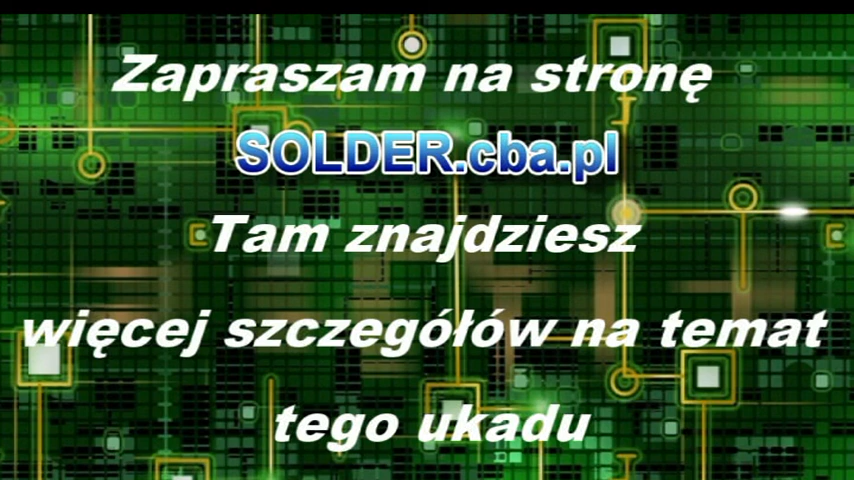 Zapraszam na stronę
SOLDER.cba.pl
Tam znajdziesz
więcej szczegółów na temat
tego ukadu